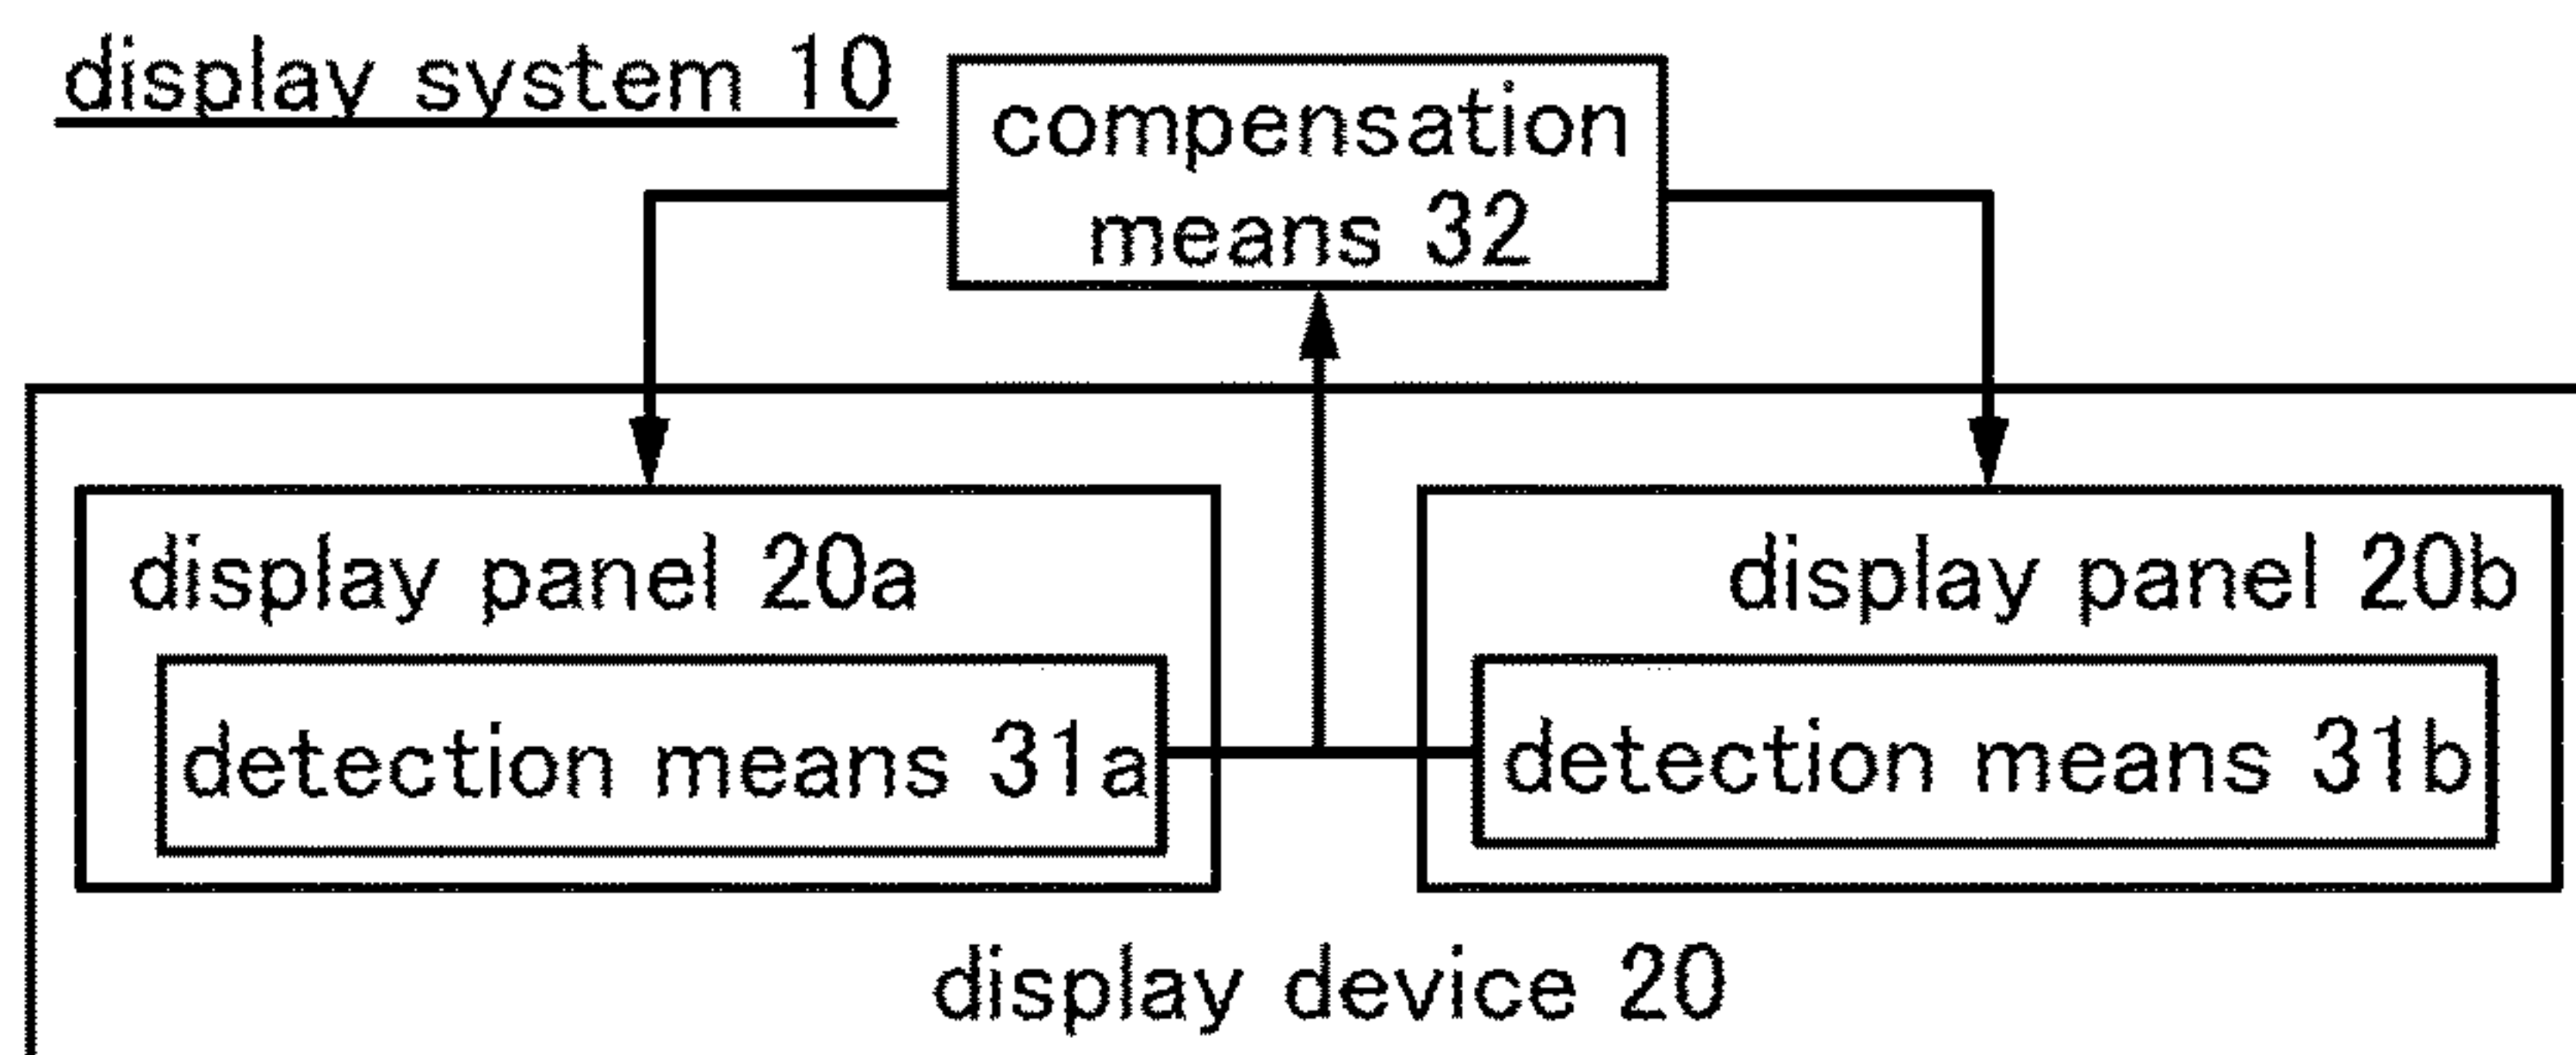 display system 10
compensation
means 32
display panel 20a
display panel 20b
detection means 31a
detection means 31b
display device 20